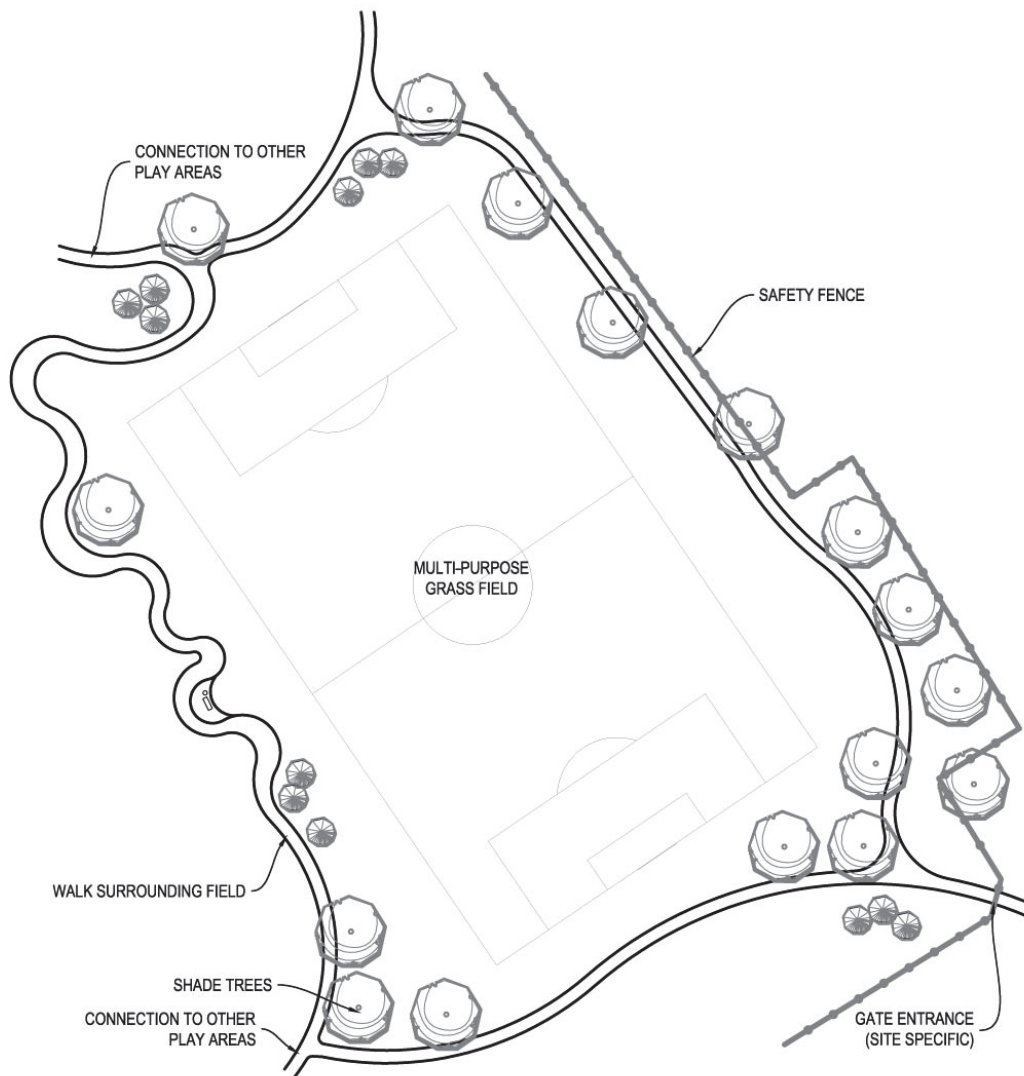 CONNECTION TO OTHER
PLAY AREAS
SAFETY FENCE
MULTI-PURPOSE
GRASS FIELD
WALK SURROUNDING FIELD
SHADE TREES
CONNECTION TO OTHER
PLAY AREAS
GATE ENTRANCE
(SITE SPECIFIC)